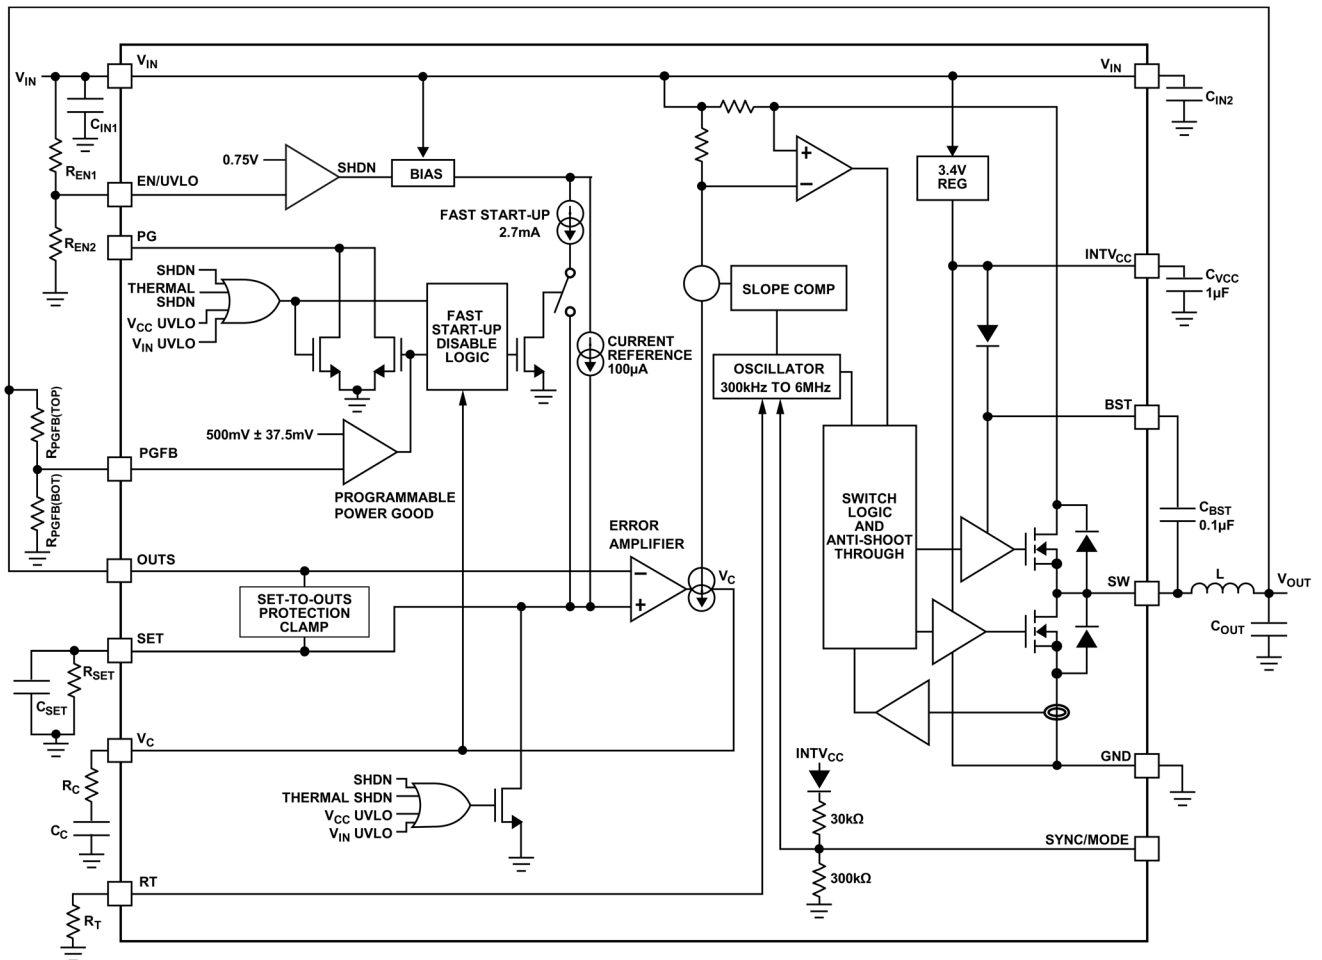 VIN
VIN
VIN
CIN1
CIN2
REN1
0.75V
SHDN
BIAS
3.4V
REG
EN/UVLO
FAST START-UP
2.7mA
REN2
PG
SHDN
THERMAL
SHDN
VCC UVLO
VIN UVLO
INTVCC
CVCC
1µF
SLOPE COMP
FAST
START-UP
DISABLE
LOGIC
CURRENT
REFERENCE
100µA
OSCILLATOR
300kHz TO 6MHz
BST
RPGFB(TOP)
500mV ± 37.5mV
PGFB
RPGFB(BOT)
PROGRAMMABLE
POWER GOOD
SWITCH
LOGIC
AND
ANTI-SHOOT
THROUGH
CBST
0.1µF
ERROR
AMPLIFIER
OUTS
VC
SW
L
VOUT
SET-TO-OUTS
PROTECTION
CLAMP
COUT
SET
RSET
CSET
VC
RC
CC
SHDN
THERMAL SHDN
VCC UVLO
VIN UVLO
INTVCC
GND
30kΩ
SYNC/MODE
300kΩ
RT
RT